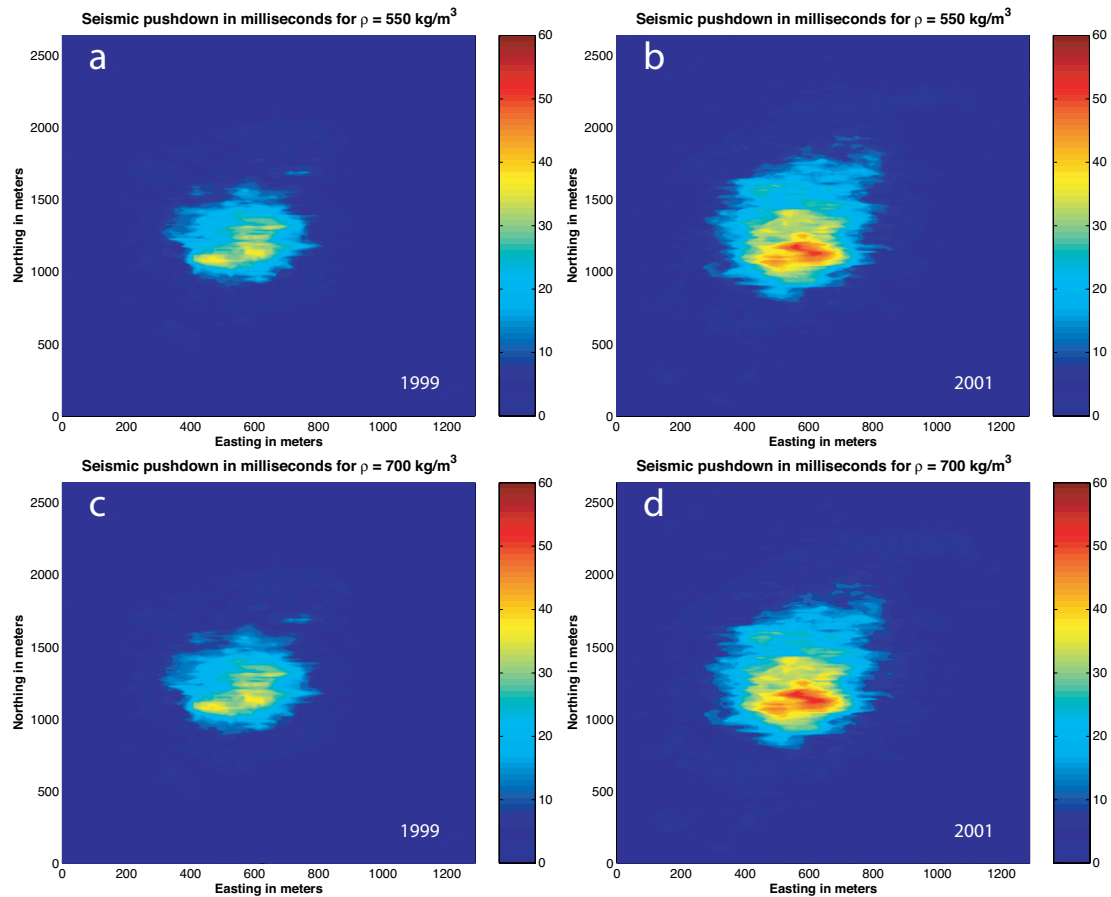 Seismic pushdown in milliseconds for ρ = 550 kg/m³
a
1999
Northing in meters
2500
2000
1500
1000
500
0
0 200 400 600 800 1000 1200
Easting in meters
60
50
40
30
20
10
0
Seismic pushdown in milliseconds for ρ = 550 kg/m³
b
2001
Northing in meters
2500
2000
1500
1000
500
0
0 200 400 600 800 1000 1200
Easting in meters
60
50
40
30
20
10
0
Seismic pushdown in milliseconds for ρ = 700 kg/m³
c
1999
Northing in meters
2500
2000
1500
1000
500
0
0 200 400 600 800 1000 1200
Easting in meters
60
50
40
30
20
10
0
Seismic pushdown in milliseconds for ρ = 700 kg/m³
d
2001
Northing in meters
2500
2000
1500
1000
500
0
0 200 400 600 800 1000 1200
Easting in meters
60
50
40
30
20
10
0